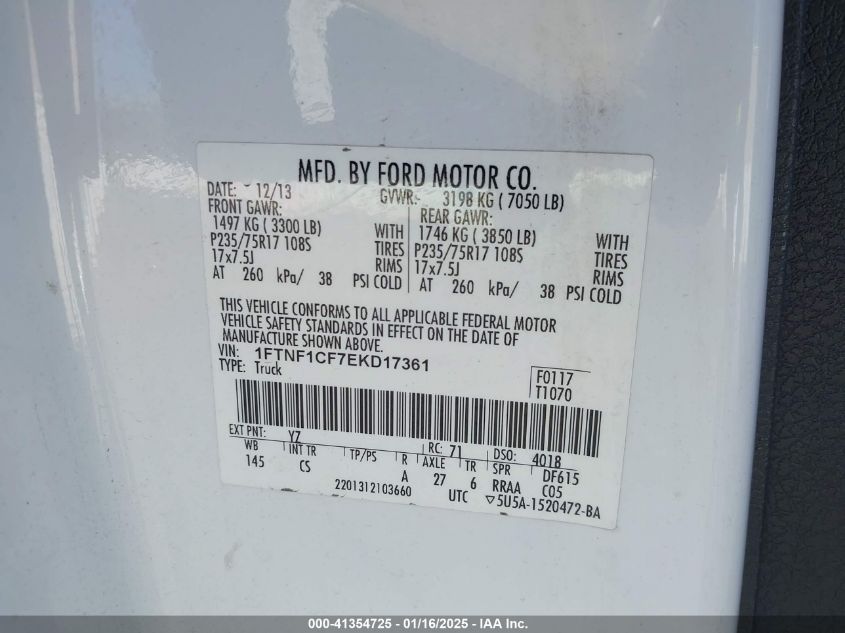 MFD. BY FORD MOTOR CO.
DATE: 12/13 GVWR: 3198 KG ( 7050 LB)
FRONT GAWR: REAR GAWR:
1497 KG ( 3300 LB) WITH 1746 KG ( 3850 LB) WITH
P235/75R17 108S TIRES P235/75R17 108S TIRES
17x7.5J RIMS 17x7.5J RIMS
AT 260 kPa/ 38 PSI COLD AT 260 kPa/ 38 PSI COLD
THIS VEHICLE CONFORMS TO ALL APPLICABLE FEDERAL MOTOR
VEHICLE SAFETY STANDARDS IN EFFECT ON THE DATE OF
MANUFACTURE SHOWN ABOVE.
VIN: 1FTNF1CF7EKD17361
TYPE: Truck
F0117
T1070
EXT PNT: YZ RC: 71 DSO: 4018
WB INT TR TP/PS R AXLE TR SPR DF615
145 CS A 27 6 RRAA C05
2201312103660 UTC ▽5U5A-1520472-BA
000-41354725 - 01/16/2025 - IAA Inc.